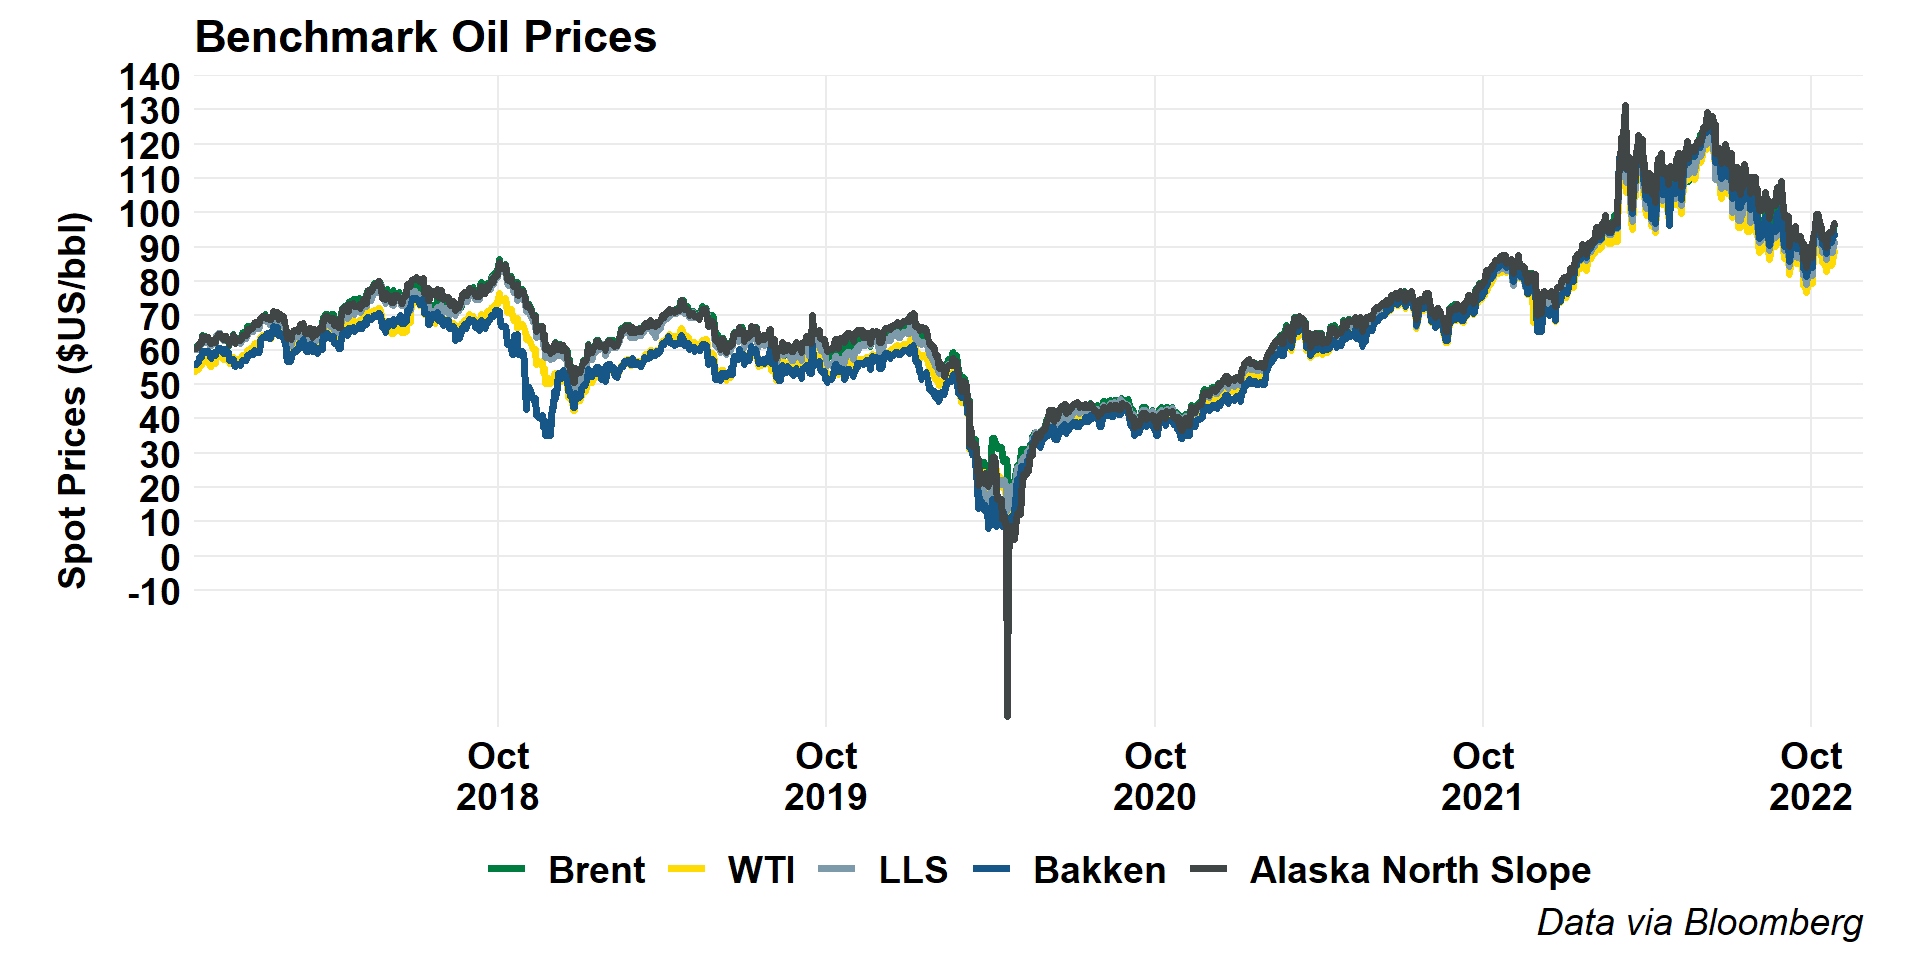 Benchmark Oil Prices
140
130
120
110
100
90
80
70
60
50
40
30
20
10
0
-10
Spot Prices ($US/bbl)
Oct Oct Oct Oct Oct
2018 2019 2020 2021 2022
Brent WTI LLS Bakken Alaska North Slope
Data via Bloomberg